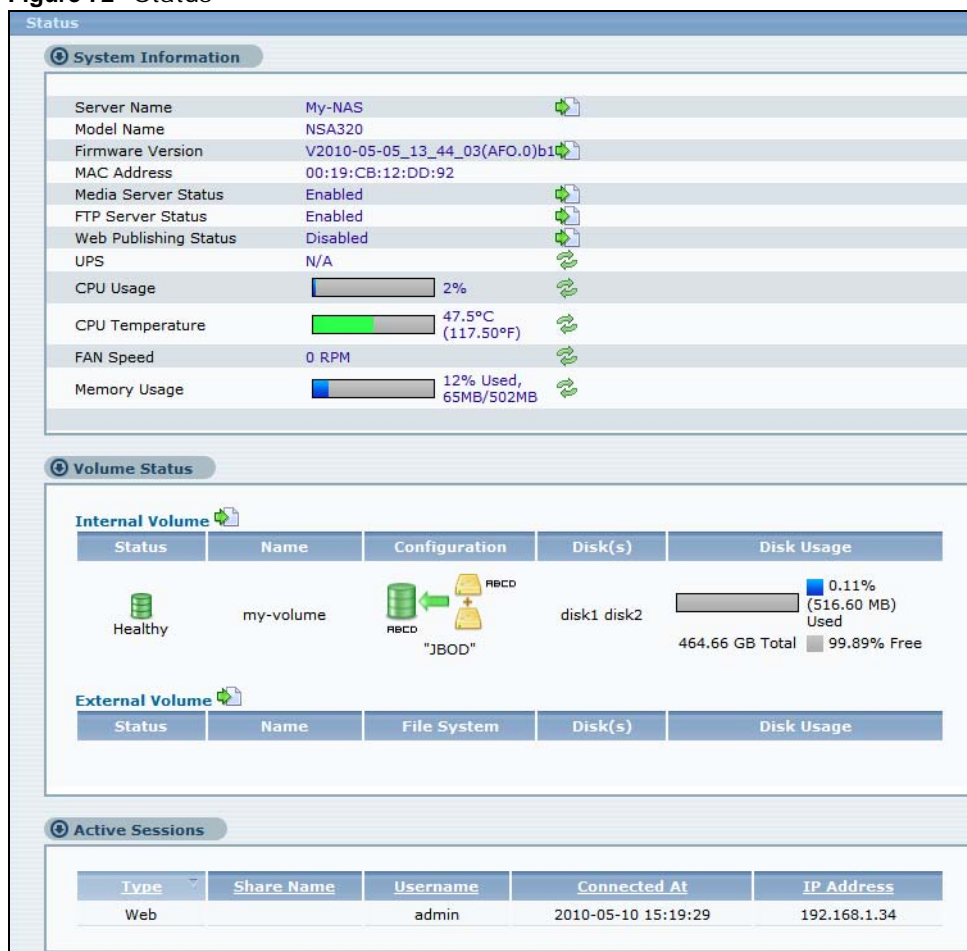 Figure 72 Status
Status
System Information
Server Name My-NAS
Model Name NSA320
Firmware Version V2010-05-05_13_44_03(AFO.0)b1
MAC Address 00:19:CB:12:DD:92
Media Server Status Enabled
FTP Server Status Enabled
Web Publishing Status Disabled
UPS N/A
CPU Usage 2%
CPU Temperature 47.5°C
(117.50°F)
FAN Speed 0 RPM
Memory Usage 12% Used,
65MB/502MB
Volume Status
Internal Volume
Status Name Configuration Disk(s) Disk Usage
ABCD
ABCD
Healthy my-volume "JBOD" disk1 disk2 0.11%
(516.60 MB)
Used
464.66 GB Total 99.89% Free
External Volume
Status Name File System Disk(s) Disk Usage
Active Sessions
Type Share Name Username Connected At IP Address
Web admin 2010-05-10 15:19:29 192.168.1.34